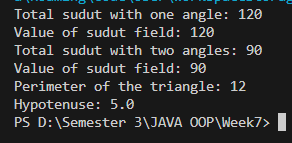 Total sudut with one angle: 120
Value of sudut field: 120
Total sudut with two angles: 90
Value of sudut field: 90
Perimeter of the triangle: 12
Hypotenuse: 5.0
PS D:\Semester 3\JAVA OOP\Week7>